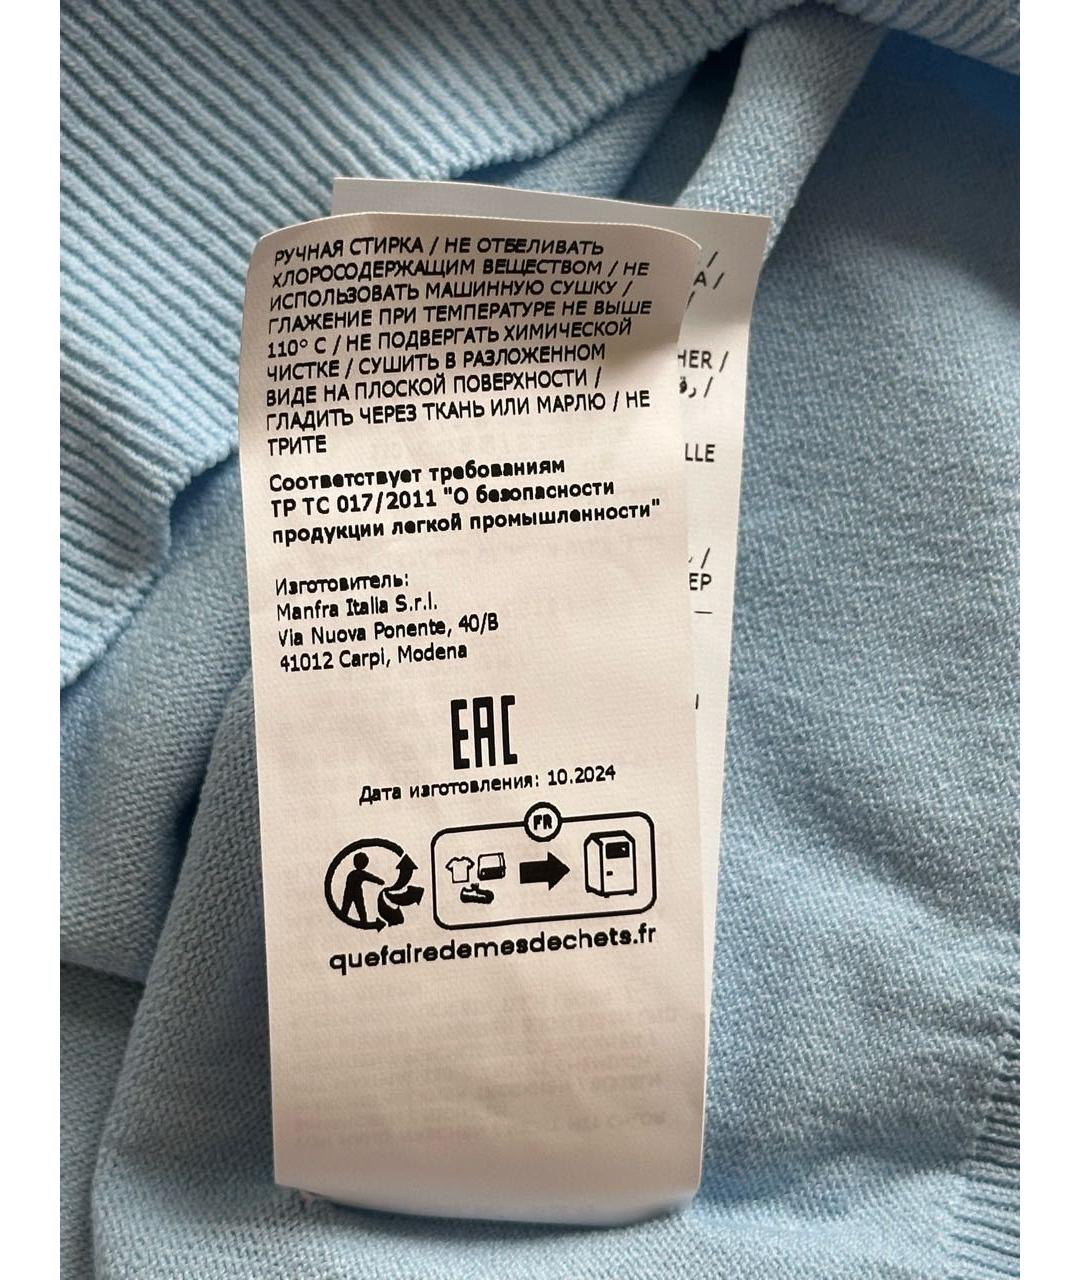 РУЧНАЯ СТИРКА / НЕ ОТБЕЛИВАТЬ
ХЛОРОСОДЕРЖАЩИМ ВЕЩЕСТВОМ / НЕ
ИСПОЛЬЗОВАТЬ МАШИННУЮ СУШКУ /
ГЛАЖЕНИЕ ПРИ ТЕМПЕРАТУРЕ НЕ ВЫШЕ
110° C / НЕ ПОДВЕРГАТЬ ХИМИЧЕСКОЙ
ЧИСТКЕ / СУШИТЬ В РАЗЛОЖЕННОМ
ВИДЕ НА ПЛОСКОЙ ПОВЕРХНОСТИ /
ГЛАДИТЬ ЧЕРЕЗ ТКАНЬ ИЛИ МАРЛЮ / НЕ
ТРИТЕ
Соответствует требованиям
ТР ТС 017/2011 "О безопасности
продукции легкой промышленности"
Изготовитель:
Manfra Italia S.r.l.
Via Nuova Ponente, 40/B
41012 Carpi, Modena
EAC
Дата изготовления: 10.2024
FR
quefairedemesdechets.fr